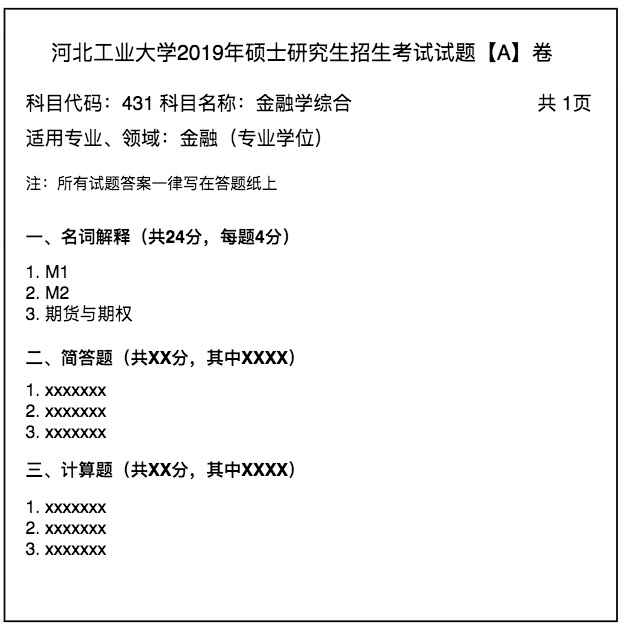 河北工业大学2019年硕士研究生招生考试试题【A】卷
科目代码：431 科目名称：金融学综合 共 1页
适用专业、领域：金融（专业学位）
注：所有试题答案一律写在答题纸上
一、名词解释（共24分，每题4分）
1. M1
2. M2
3. 期货与期权
二、简答题（共XX分，其中XXXX）
1. xxxxxxx
2. xxxxxxx
3. xxxxxxx
三、计算题（共XX分，其中XXXX）
1. xxxxxxx
2. xxxxxxx
3. xxxxxxx